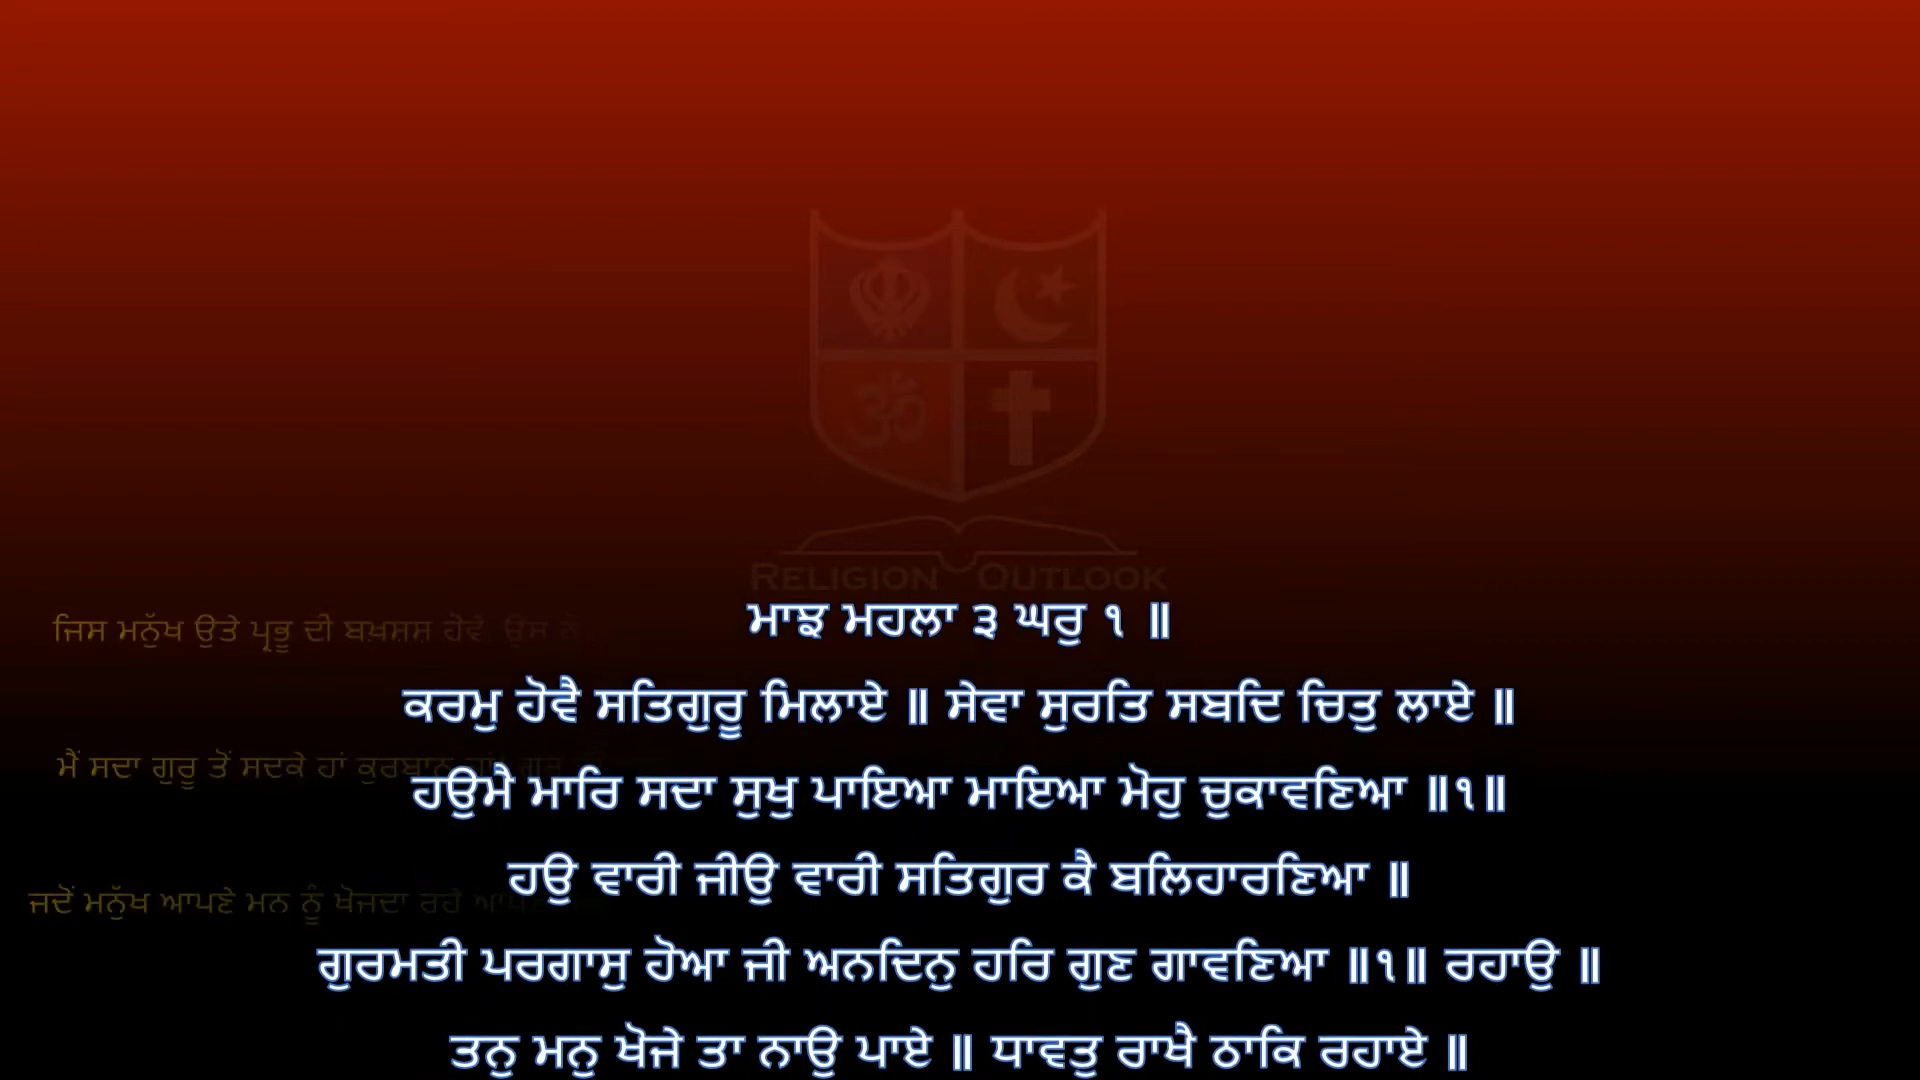 RELIGION OUTLOOK
ਮਾਝ ਮਹਲਾ ੩ ਘਰੁ ੧ ॥
ਜਿਸ ਮਨੁੱਖ ਉਤੇ ਪ੍ਰਭੂ ਦੀ ਬਖ਼ਸ਼ਸ਼ ਹੋਵੇ, ਉਸ
ਕਰਮੁ ਹੋਵੈ ਸਤਿਗੁਰੂ ਮਿਲਾਏ ॥ ਸੇਵਾ ਸੁਰਤਿ ਸਬਦਿ ਚਿਤੁ ਲਾਏ ॥
ਮੈਂ ਸਦਾ ਗੁਰੂ ਤੋਂ ਸਦਕੇ ਹਾਂ ਕੁਰਬਾਨ
ਹਉਮੈ ਮਾਰਿ ਸਦਾ ਸੁਖੁ ਪਾਇਆ ਮਾਇਆ ਮੋਹੁ ਚੁਕਾਵਣਿਆ ॥੧॥
ਹਉ ਵਾਰੀ ਜੀਉ ਵਾਰੀ ਸਤਿਗੁਰ ਕੈ ਬਲਿਹਾਰਣਿਆ ॥
ਜਦੋਂ ਮਨੁੱਖ ਆਪਣੇ ਮਨ ਨੂੰ ਖੋਜਦਾ ਰਹੇ
ਗੁਰਮਤੀ ਪਰਗਾਸੁ ਹੋਆ ਜੀ ਅਨਦਿਨੁ ਹਰਿ ਗੁਣ ਗਾਵਣਿਆ ॥੧॥ ਰਹਾਉ ॥
ਤਨੁ ਮਨੁ ਖੋਜੇ ਤਾ ਨਾਉ ਪਾਏ ॥ ਧਾਵਤੁ ਰਾਖੈ ਠਾਕਿ ਰਹਾਏ ॥